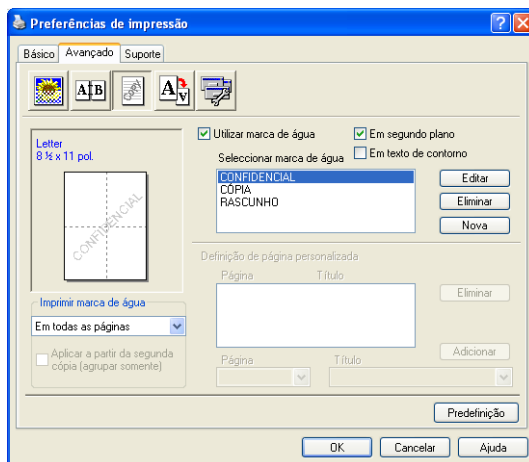 Preferências de impressão
Básico Avançado Suporte
A B
COPY
A V
Letter
8 ½ x 11 pol.
CONFIDENCIAL
Utilizar marca de água
Em segundo plano
Seleccionar marca de água
Em texto de contorno
CONFIDENCIAL
CÓPIA
RASCUNHO
Editar
Eliminar
Nova
Definição de página personalizada
Página Título
Eliminar
Adicionar
Página Título
Imprimir marca de água
Em todas as páginas
Aplicar a partir da segunda
cópia (agrupar somente)
Predefinição
OK Cancelar Ajuda